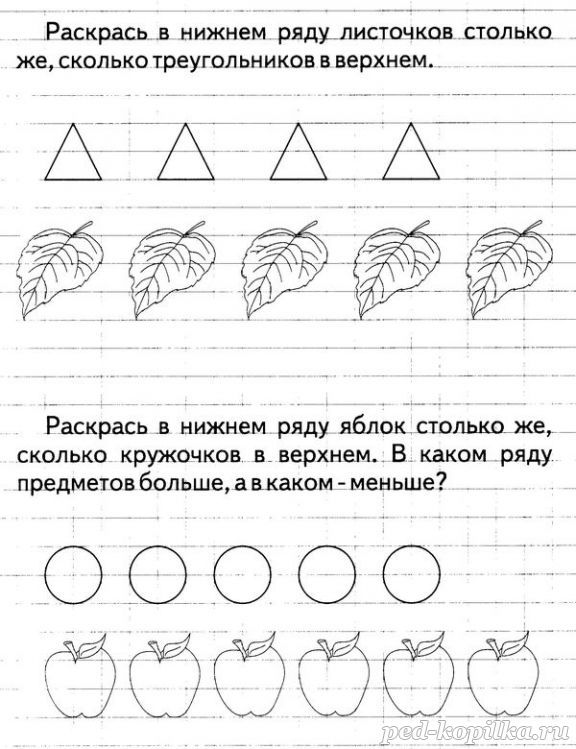 Раскрась в нижнем ряду листочков столько
же, сколько треугольников в верхнем.
Раскрась в нижнем ряду яблок столько же,
сколько кружочков в верхнем. В каком ряду
предметов больше, а в каком - меньше?
ped-kopilka.ru